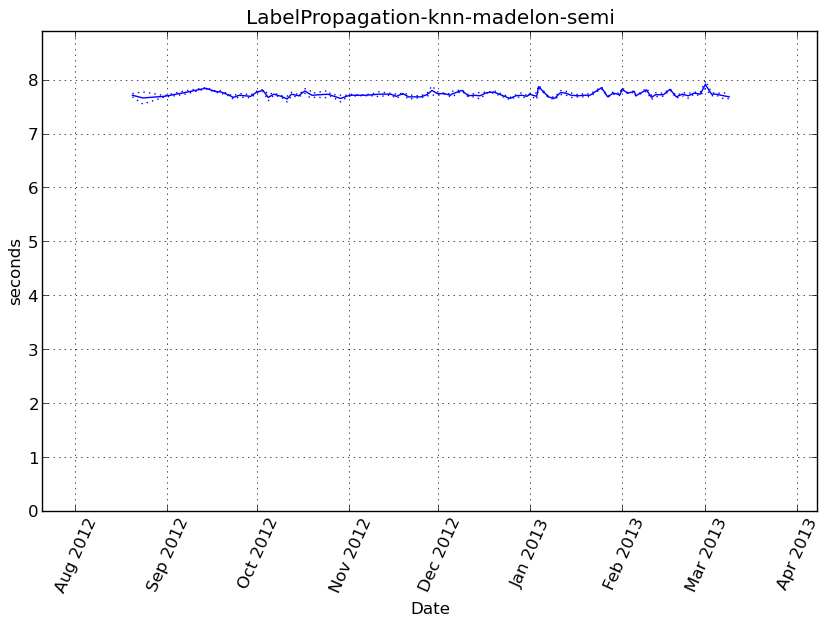 LabelPropagation-knn-madelon-semi
8
7
6
5
4
3
2
1
0
seconds
Aug 2012
Sep 2012
Oct 2012
Nov 2012
Dec 2012
Jan 2013
Feb 2013
Mar 2013
Apr 2013
Date